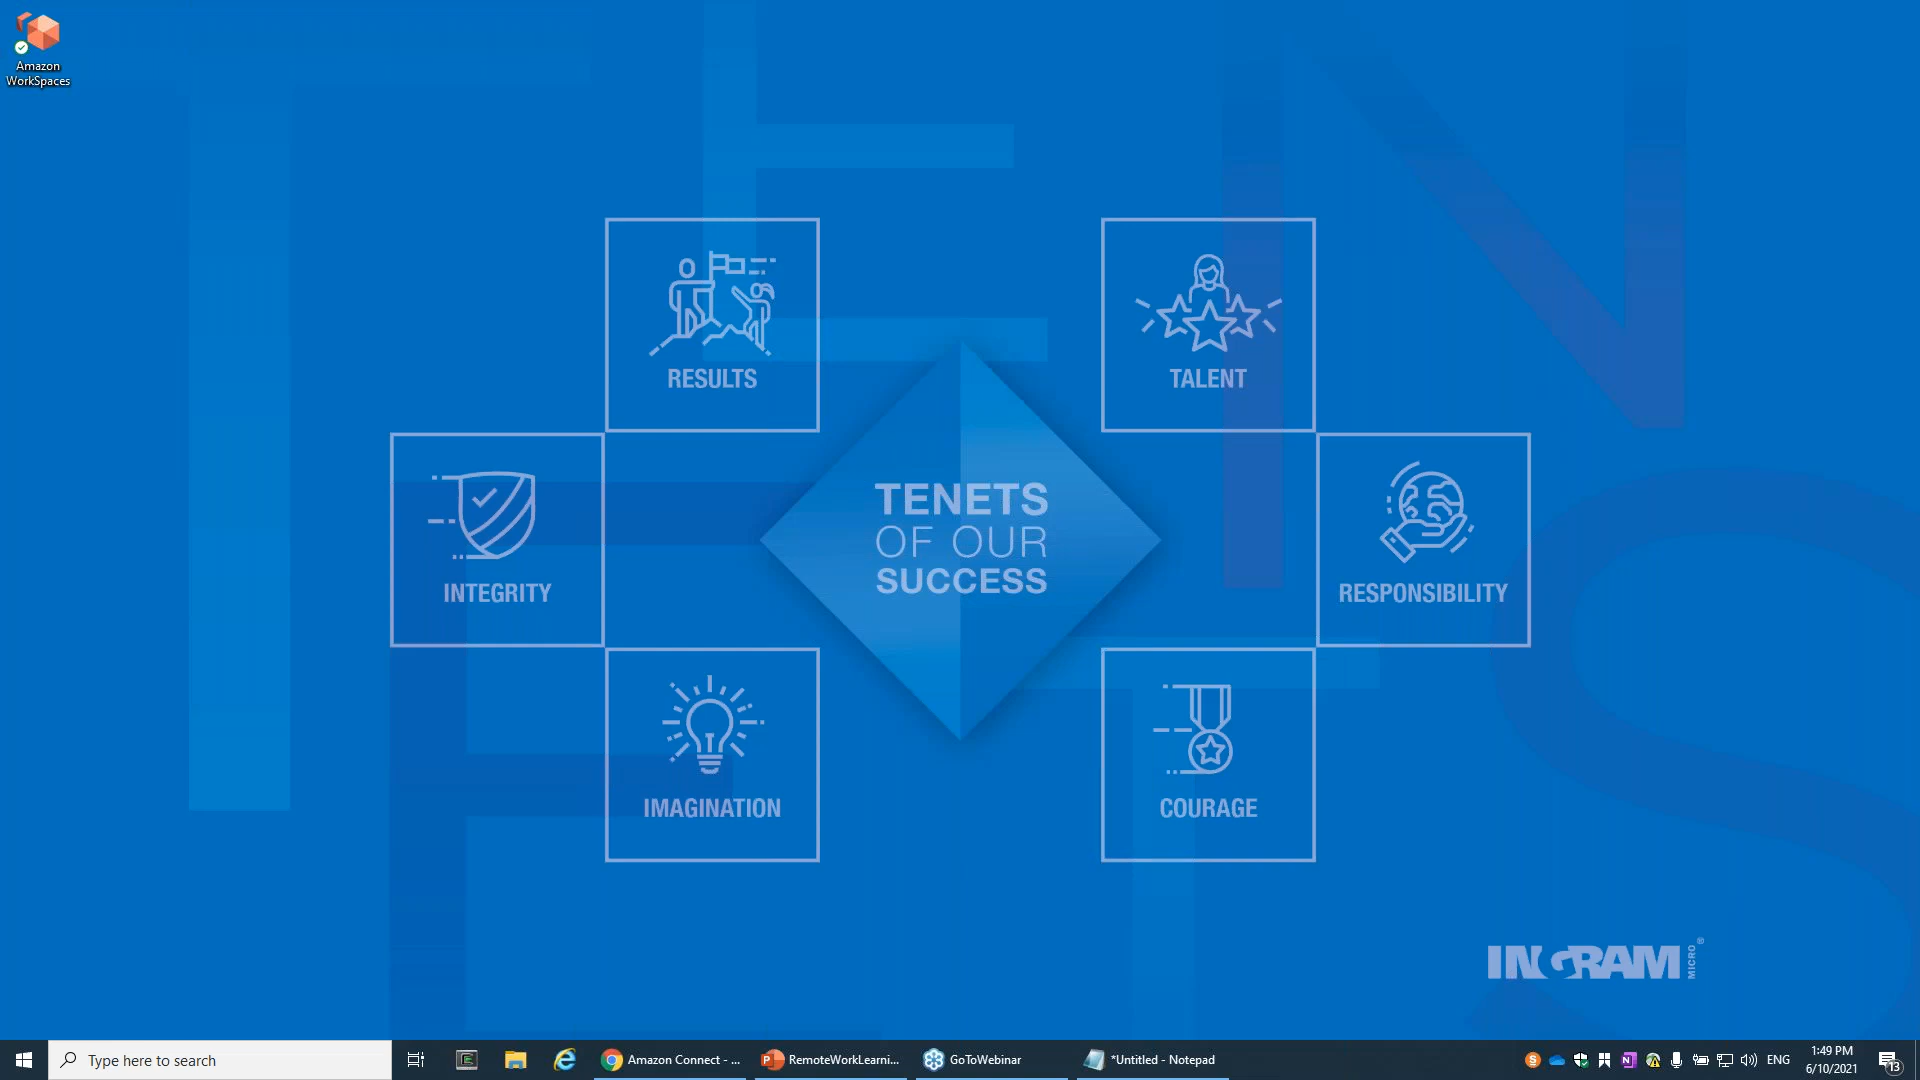 Amazon
WorkSpaces
RESULTS
TALENT
TENETS
OF OUR
SUCCESS
INTEGRITY
RESPONSIBILITY
IMAGINATION
COURAGE
INGRAM
MICRO
®
Type here to search
Amazon Connect - ...
RemoteWorkLearni...
GoToWebinar
*Untitled - Notepad
ENG
1:49 PM
6/10/2021
13